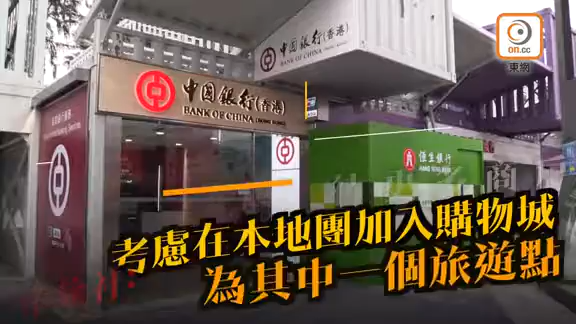 on.cc
東網
中國銀行(香港)
BANK OF CHINA (HONG KONG)
中國銀行(香港)
BANK OF CHINA (HONG KONG)
恒生銀行
HANG SENG BANK
考慮在本地團加入購物城
為其中一個旅遊點